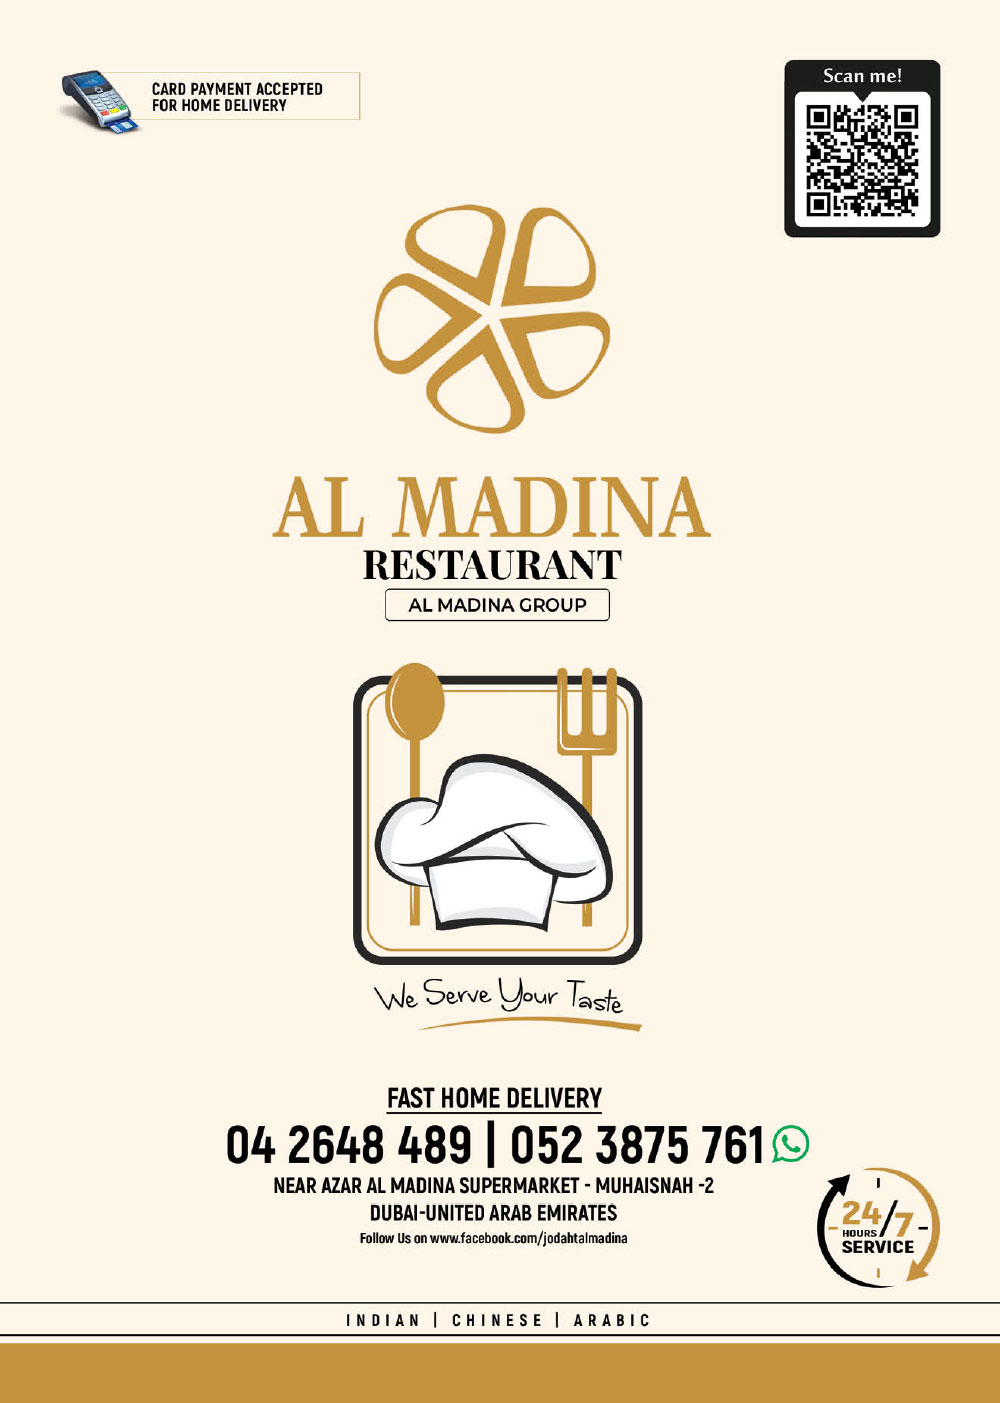 CARD PAYMENT ACCEPTED
FOR HOME DELIVERY
Scan me!
AL MADINA
RESTAURANT
AL MADINA GROUP
We Serve Your Taste
FAST HOME DELIVERY
04 2648 489 | 052 3875 761
NEAR AZAR AL MADINA SUPERMARKET - MUHAISNAH -2
DUBAI-UNITED ARAB EMIRATES
Follow Us on www.facebook.com/jodahtalmadina
24/7
HOURS
SERVICE
INDIAN | CHINESE | ARABIC